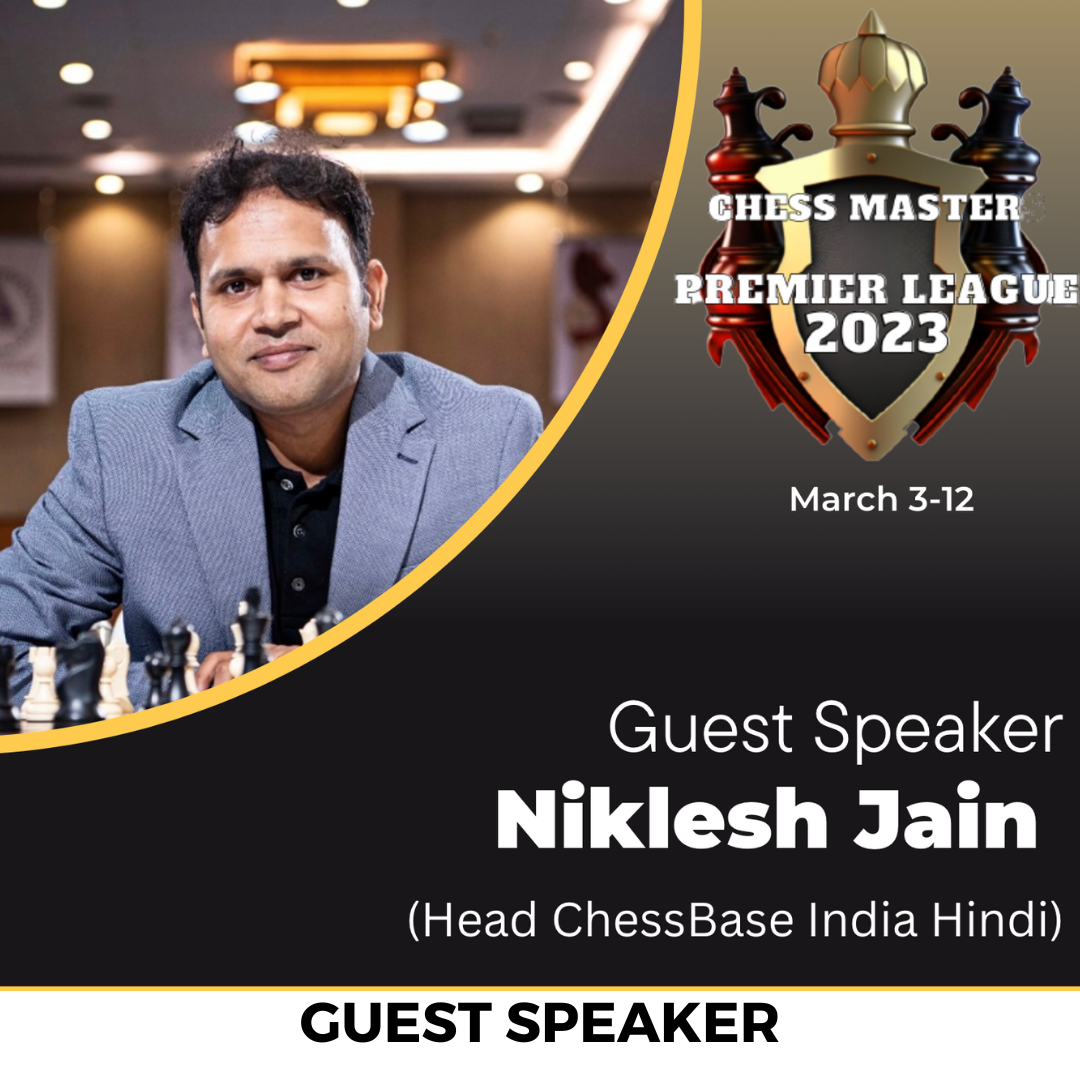 CHESS MASTER
PREMIER LEAGUE
2023
March 3-12
Guest Speaker
Niklesh Jain
(Head ChessBase India Hindi)
GUEST SPEAKER